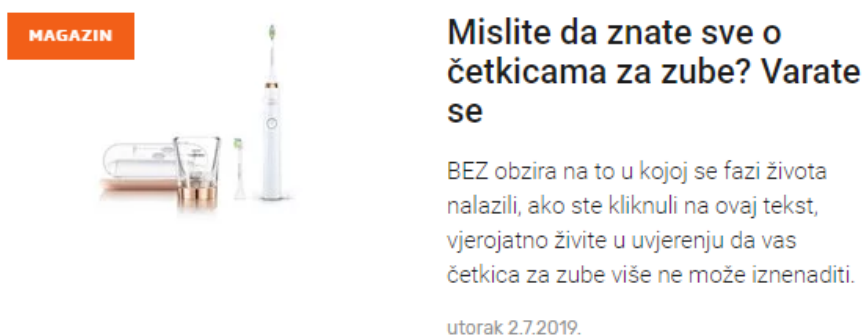 MAGAZIN
Mislite da znate sve o
četkicama za zube? Varate
se
BEZ obzira na to u kojoj se fazi života
nalazili, ako ste kliknuli na ovaj tekst,
vjerojatno živite u uvjerenju da vas
četkica za zube više ne može iznenaditi.
utorak 2.7.2019.